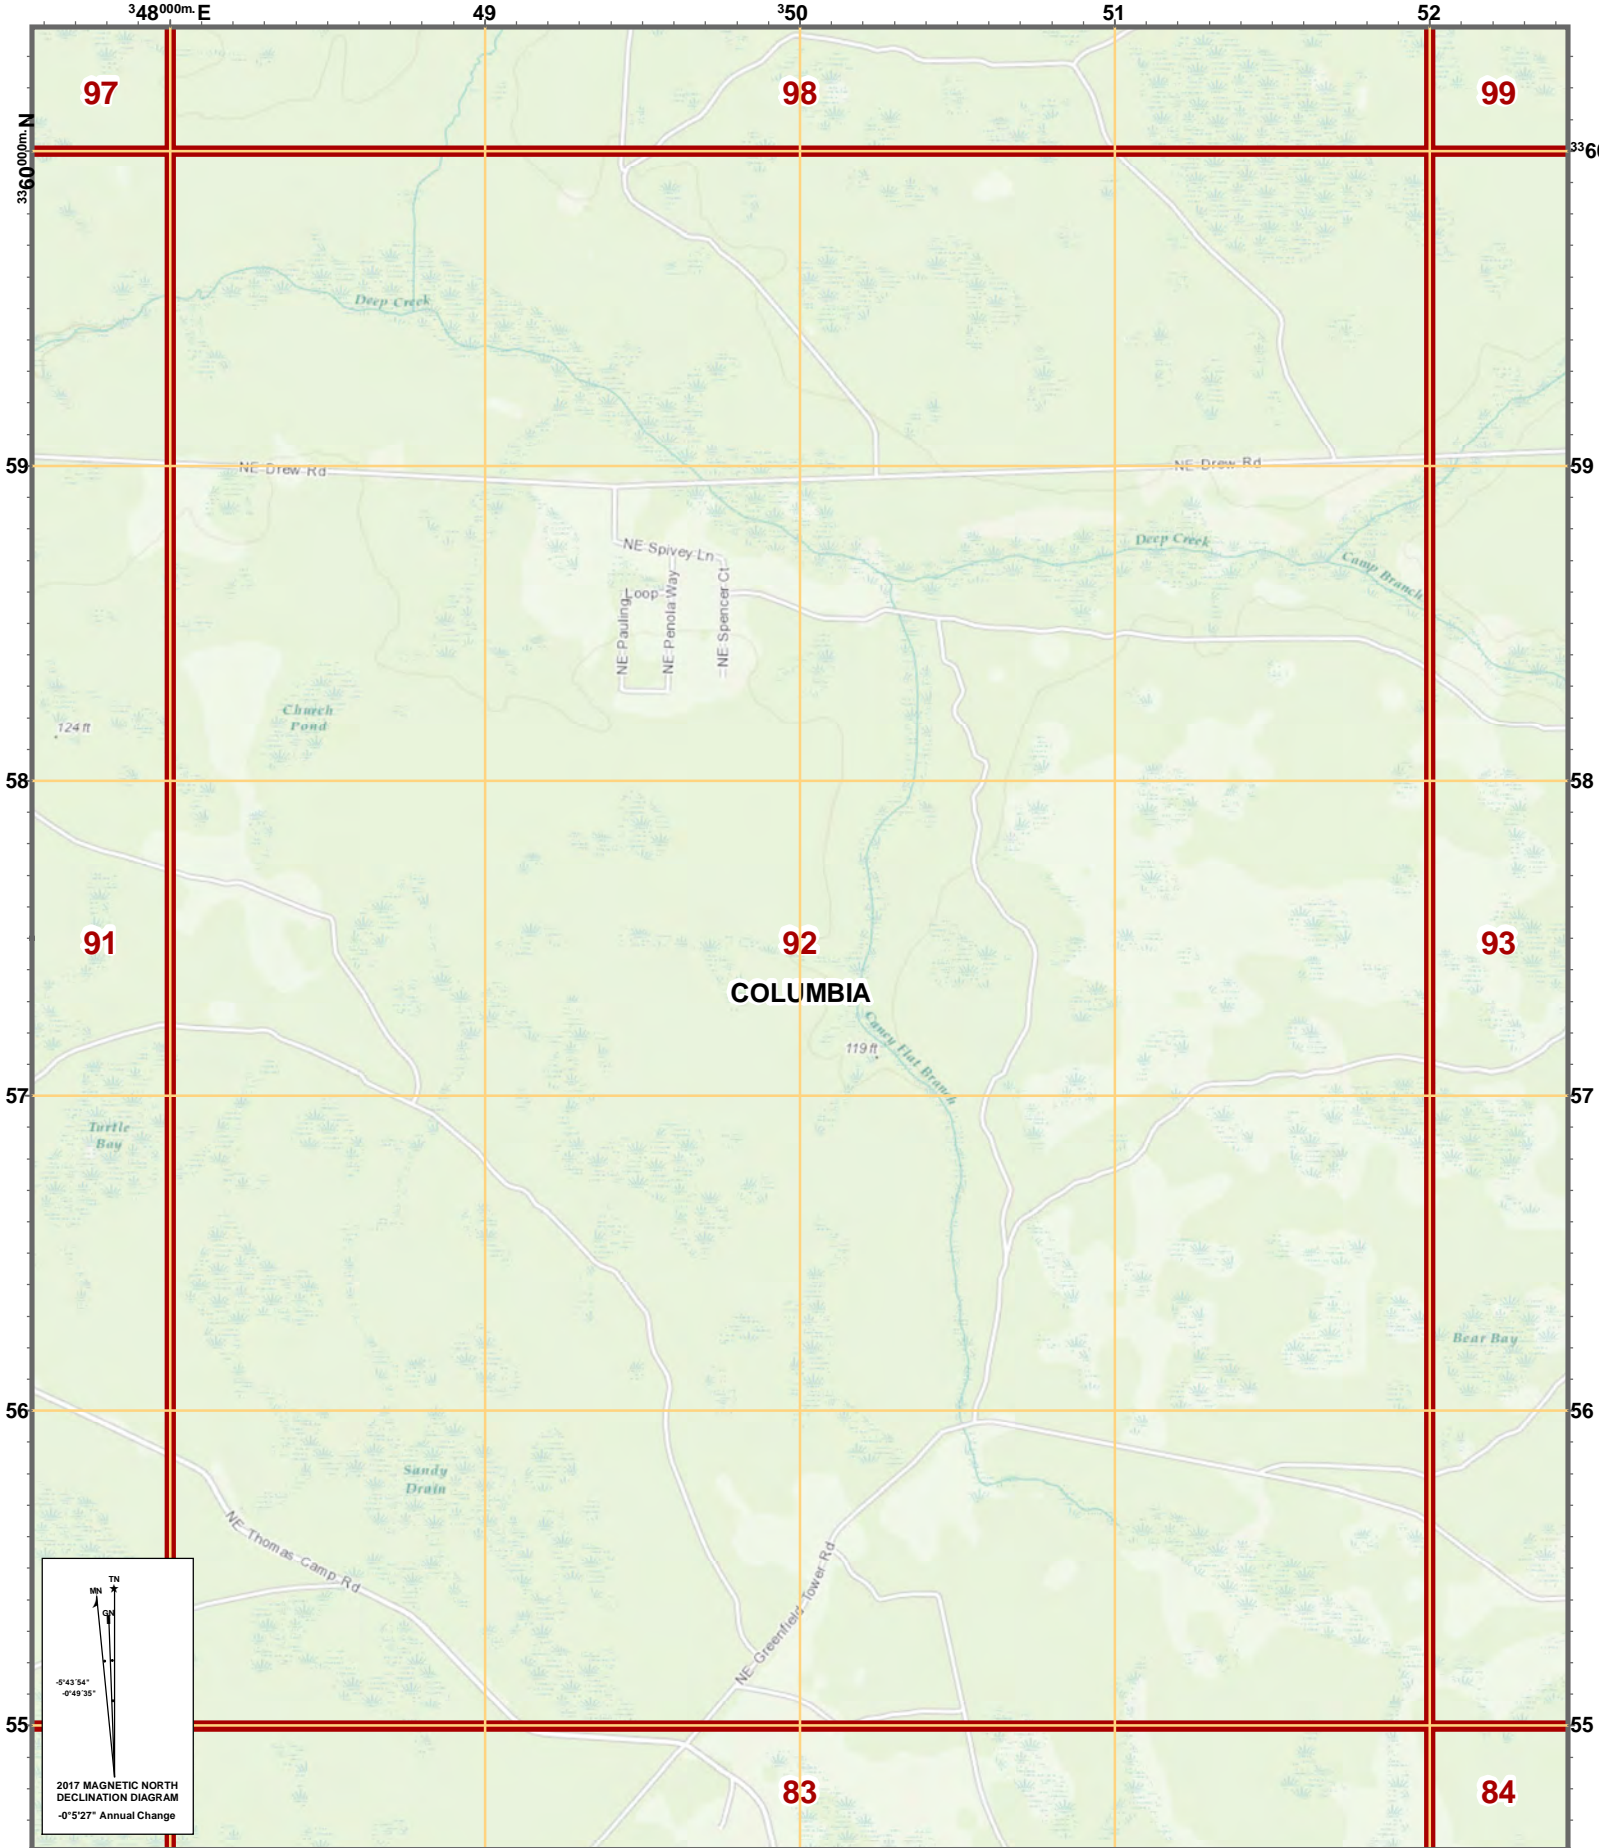 348000m. E 49 350 51 52
97 98 99
3360000m. N
336
Deep Creek
59 NE Drew Rd NE Drew Rd 59
NE Spivey Ln
Deep Creek
Camp Branch
Loop
NE Pauling
NE Penola Way
NE Spencer Ct
Church
Pond
124 ft
58 58
91 92 93
COLUMBIA
Caney Flat Branch
119 ft
57 57
Turtle
Bay
Bear Bay
56 56
Sandy
Drain
NE Thomas Camp Rd
NE Greenfield Tower Rd
TN
MN
GN
-5°43'54"
-0°49'35"
55 55
2017 MAGNETIC NORTH
DECLINATION DIAGRAM
-0°5'27" Annual Change
83 84